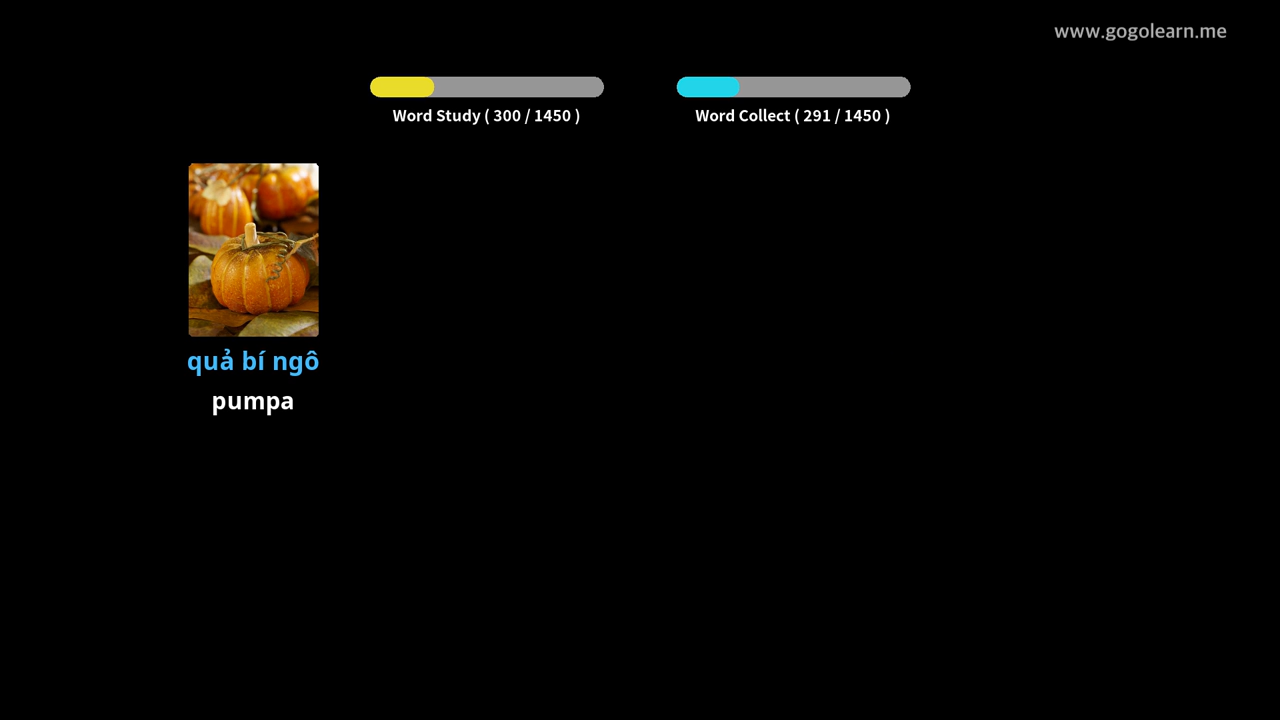 www.gogolearn.me
Word Study ( 300 / 1450 )
Word Collect ( 291 / 1450 )
quả bí ngô
pumpa